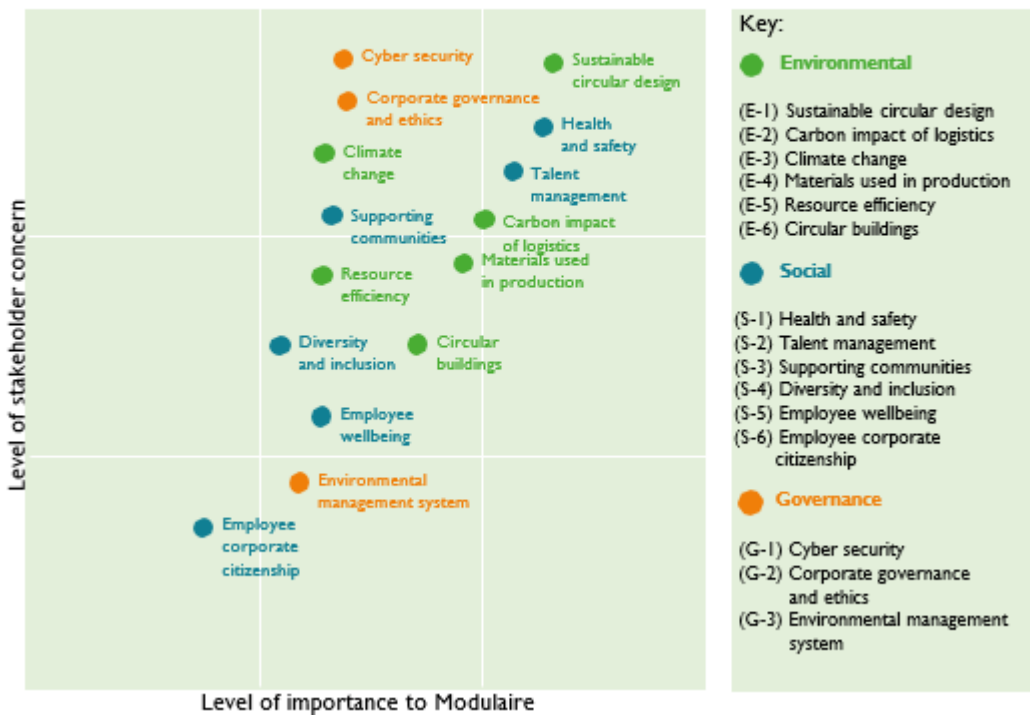 Level of stakeholder concern
Cyber security
Sustainable
circular design
Corporate governance
and ethics
Health
and safety
Climate
change
Talent
management
Supporting
communities
Carbon impact
of logistics
Materials used
in production
Resource
efficiency
Diversity
and inclusion
Circular
buildings
Employee
wellbeing
Environmental
management system
Employee
corporate
citizenship
Level of importance to Modulaire
Key:
Environmental
(E-1) Sustainable circular design
(E-2) Carbon impact of logistics
(E-3) Climate change
(E-4) Materials used in production
(E-5) Resource efficiency
(E-6) Circular buildings
Social
(S-1) Health and safety
(S-2) Talent management
(S-3) Supporting communities
(S-4) Diversity and inclusion
(S-5) Employee wellbeing
(S-6) Employee corporate
citizenship
Governance
(G-1) Cyber security
(G-2) Corporate governance
and ethics
(G-3) Environmental management
system